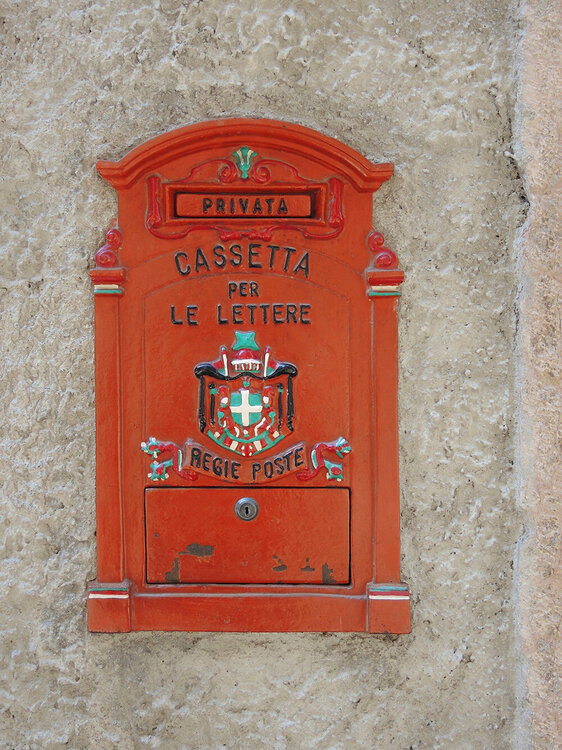 PRIVATA
CASSETTA
PER
LE LETTERE
REGIE POSTE